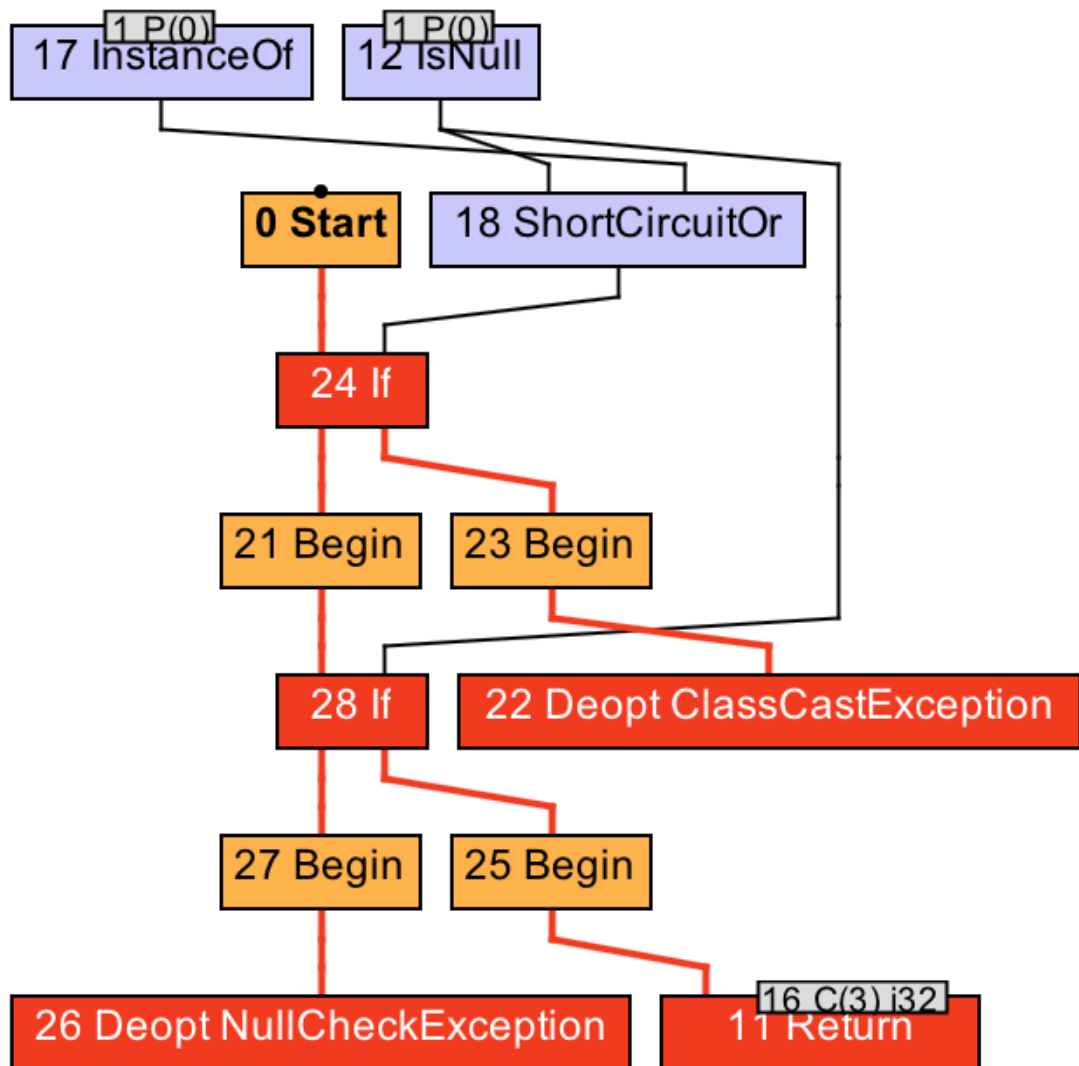 1 P(0)
1 P(0)
17 InstanceOf
12 IsNull
0 Start
18 ShortCircuitOr
24 If
21 Begin
23 Begin
28 If
22 Deopt ClassCastException
27 Begin
25 Begin
16 C(3) i32
26 Deopt NullCheckException
11 Return